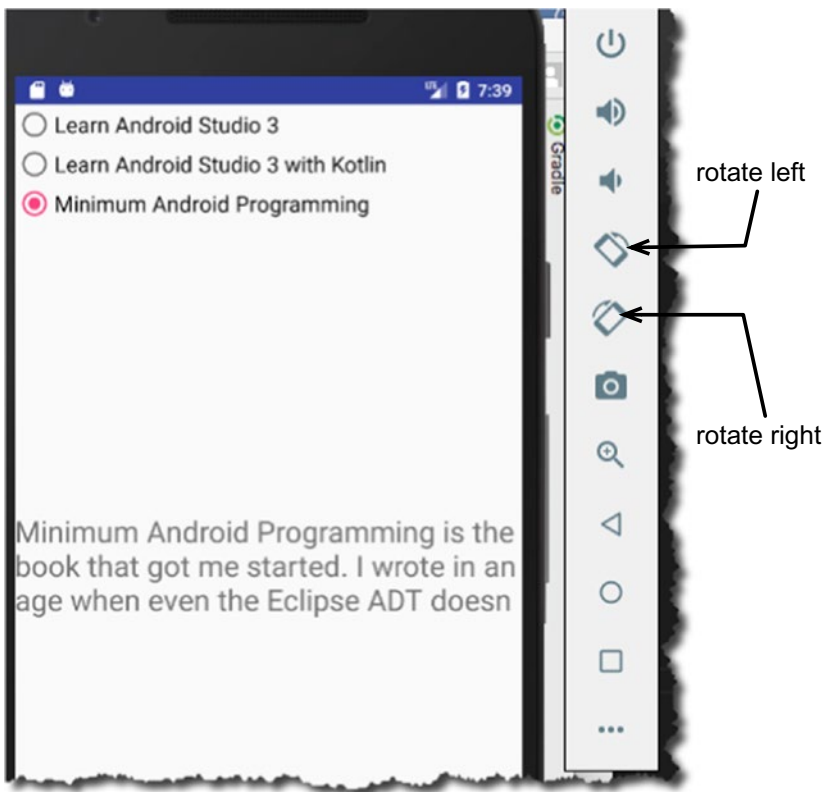 LTE 7:39
Learn Android Studio 3
Learn Android Studio 3 with Kotlin
Minimum Android Programming
Minimum Android Programming is the
book that got me started. I wrote in an
age when even the Eclipse ADT doesn
Gradle
rotate left
rotate right